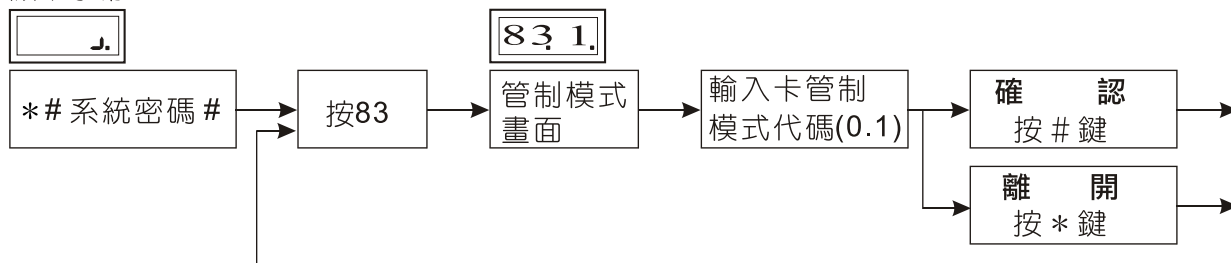 83. 1.
*#系統密碼#
按83
管制模式
畫面
輸入卡管制
模式代碼(0.1)
確 認
按#鍵
離 開
按*鍵